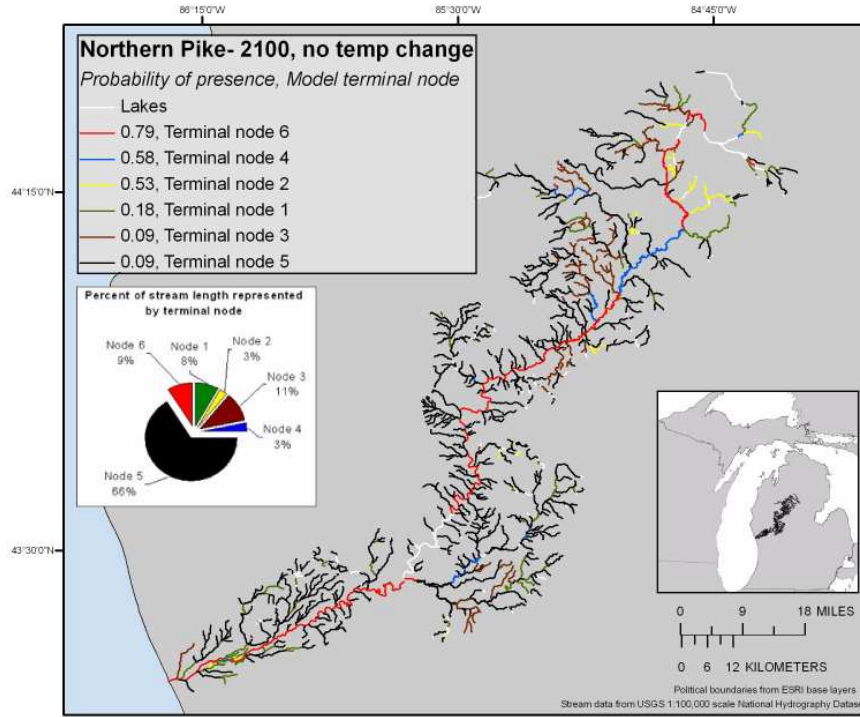 86°15'0"W
85°30'0"W
84°45'0"W
Northern Pike- 2100, no temp change
Probability of presence, Model terminal node
Lakes
0.79, Terminal node 6
0.58, Terminal node 4
0.53, Terminal node 2
0.18, Terminal node 1
0.09, Terminal node 3
0.09, Terminal node 5
44°15'0"N
Percent of stream length represented
by terminal node
Node 6
9%
Node 1
8%
Node 2
3%
Node 3
11%
Node 4
3%
Node 5
66%
43°30'0"N
0 9 18 MILES
0 6 12 KILOMETERS
Political boundaries from ESRI base layers
Stream data from USGS 1:100,000 scale National Hydrography Datase